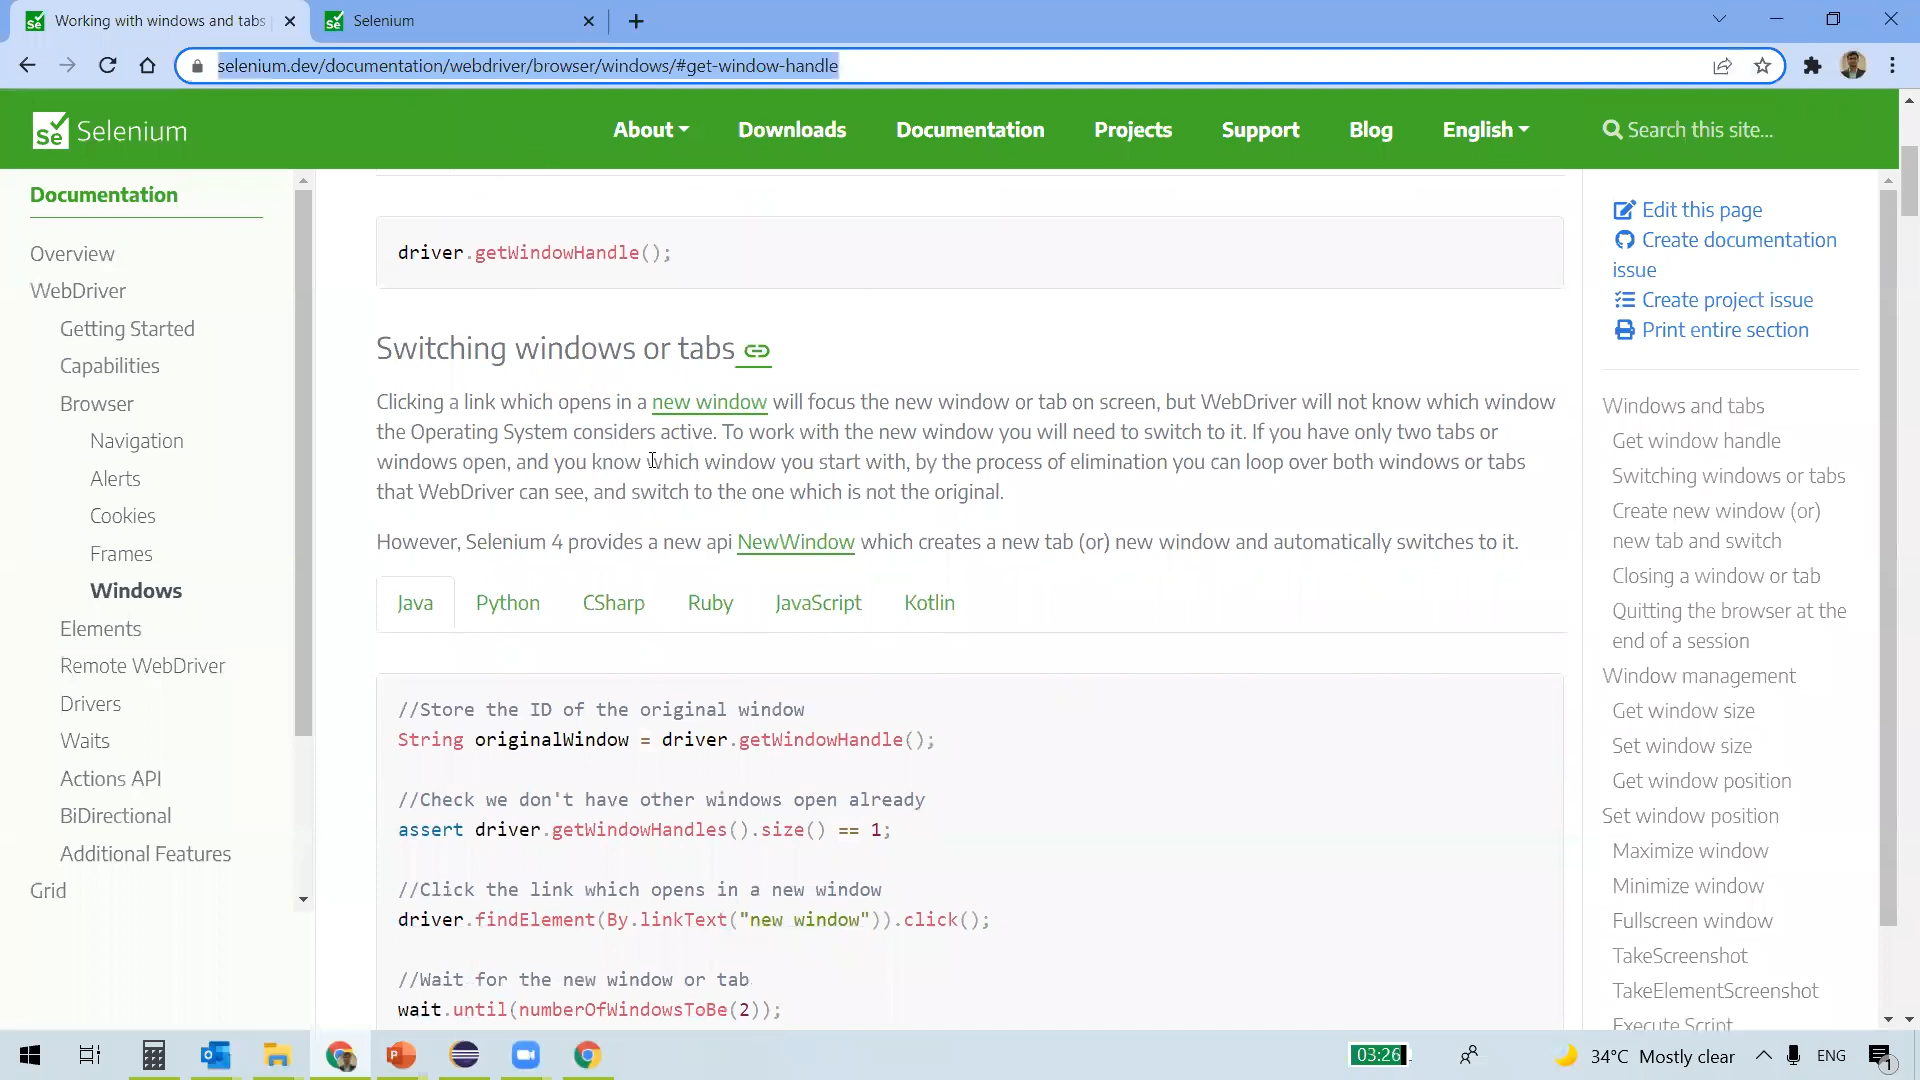 Working with windows and tabs
Selenium
selenium.dev/documentation/webdriver/browser/windows/#get-window-handle
Se
Selenium
About
Downloads
Documentation
Projects
Support
Blog
English
Search this site...
Documentation
Overview
WebDriver
Getting Started
Capabilities
Browser
Navigation
Alerts
Cookies
Frames
Windows
Elements
Remote WebDriver
Drivers
Waits
Actions API
BiDirectional
Additional Features
Grid
driver.getWindowHandle();
Switching windows or tabs
Clicking a link which opens in a new window will focus the new window or tab on screen, but WebDriver will not know which window
the Operating System considers active. To work with the new window you will need to switch to it. If you have only two tabs or
windows open, and you know which window you start with, by the process of elimination you can loop over both windows or tabs
that WebDriver can see, and switch to the one which is not the original.
However, Selenium 4 provides a new api NewWindow which creates a new tab (or) new window and automatically switches to it.
Java
Python
CSharp
Ruby
JavaScript
Kotlin
//Store the ID of the original window
String originalWindow = driver.getWindowHandle();
//Check we don't have other windows open already
assert driver.getWindowHandles().size() == 1;
//Click the link which opens in a new window
driver.findElement(By.linkText("new window")).click();
//Wait for the new window or tab
wait.until(numberOfWindowsToBe(2));
Edit this page
Create documentation
issue
Create project issue
Print entire section
Windows and tabs
Get window handle
Switching windows or tabs
Create new window (or)
new tab and switch
Closing a window or tab
Quitting the browser at the
end of a session
Window management
Get window size
Set window size
Get window position
Set window position
Maximize window
Minimize window
Fullscreen window
TakeScreenshot
TakeElementScreenshot
Execute Script
03:26
34°C Mostly clear
ENG
1